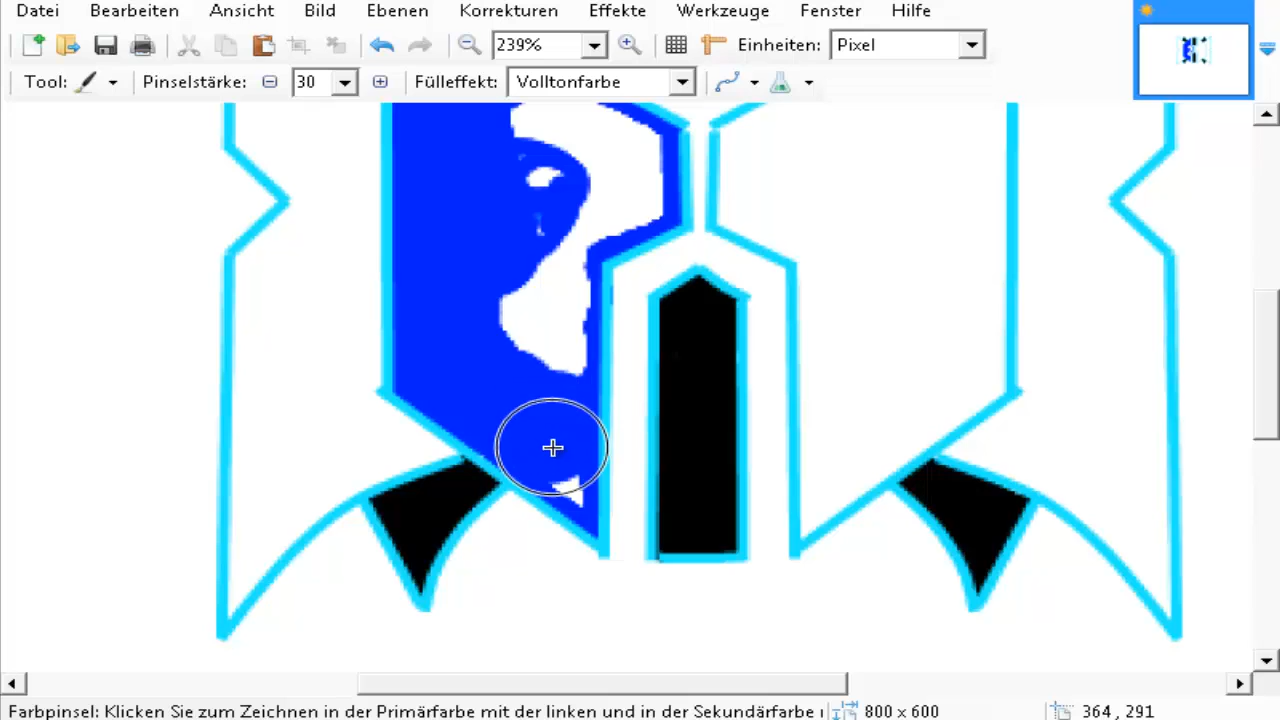 Datei Bearbeiten Ansicht Bild Ebenen Korrekturen Effekte Werkzeuge Fenster Hilfe
239% Einheiten: Pixel
Tool: Pinselstärke: 30 Fülleffekt: Volltonfarbe
Farbpinsel: Klicken Sie zum Zeichnen in der Primärfarbe mit der linken und in der Sekundärfarbe 800 x 600 364, 291